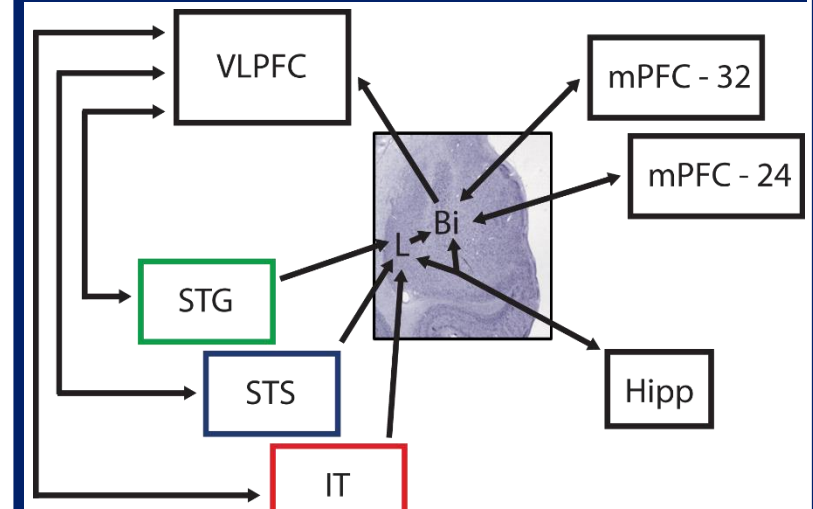 VLPFC
mPFC - 32
mPFC - 24
Bi
L
STG
STS
Hipp
IT